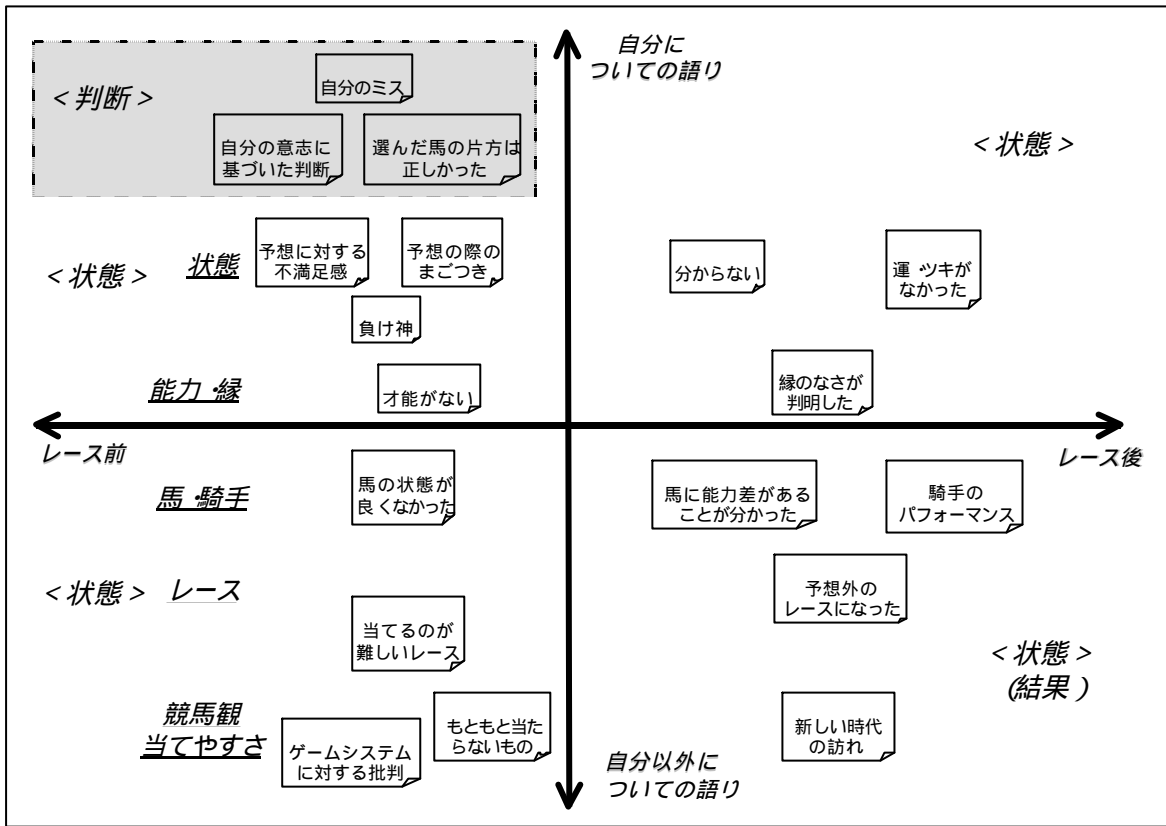 自分に
ついての語り
<判断>
自分のミス
自分の意志に
基づいた判断
選んだ馬の片方は
正しかった
<状態>
<状態>
状態
予想に対する
不満足感
予想の際の
まごつき
負け神
分からない
運・ツキが
なかった
能力・縁
才能がない
縁のなさが
判明した
レース前
レース後
馬・騎手
馬の状態が
良くなかった
馬に能力差がある
ことが分かった
騎手の
パフォーマンス
<状態>
レース
当てるのが
難しいレース
予想外の
レースになった
<状態>
(結果)
競馬観
当てやすさ
ゲームシステム
に対する批判
もともと当た
らないもの
新しい時代
の訪れ
自分以外に
ついての語り